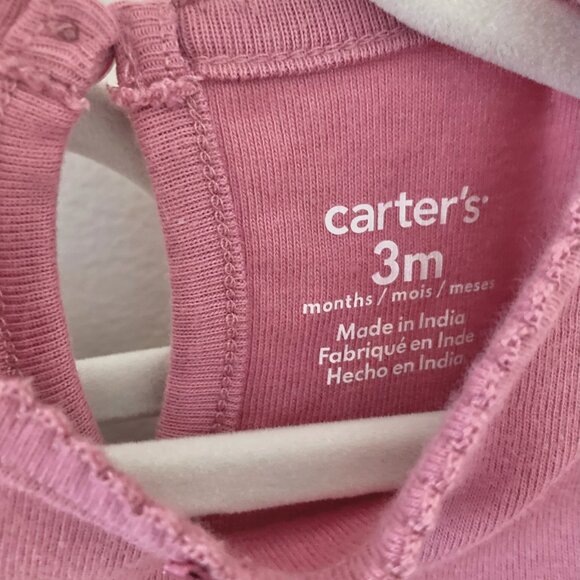 carter's
3m
months / mois / meses
Made in India
Fabriqué en Inde
Hecho en India